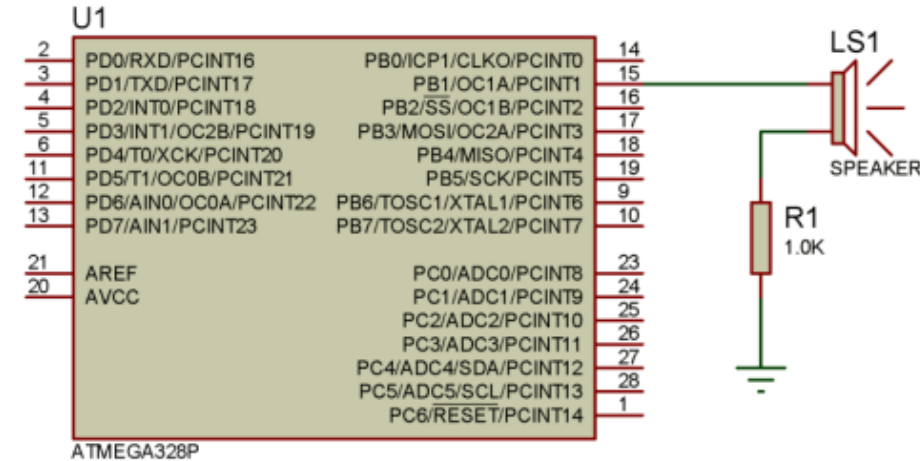 U1
2 PD0/RXD/PCINT16 PB0/ICP1/CLKO/PCINT0 14
3 PD1/TXD/PCINT17 PB1/OC1A/PCINT1 15
4 PD2/INT0/PCINT18 PB2/SS/OC1B/PCINT2 16
5 PD3/INT1/OC2B/PCINT19 PB3/MOSI/OC2A/PCINT3 17
6 PD4/T0/XCK/PCINT20 PB4/MISO/PCINT4 18
11 PD5/T1/OC0B/PCINT21 PB5/SCK/PCINT5 19
12 PD6/AIN0/OC0A/PCINT22 PB6/TOSC1/XTAL1/PCINT6 9
13 PD7/AIN1/PCINT23 PB7/TOSC2/XTAL2/PCINT7 10
21 AREF PC0/ADC0/PCINT8 23
20 AVCC PC1/ADC1/PCINT9 24
PC2/ADC2/PCINT10 25
PC3/ADC3/PCINT11 26
PC4/ADC4/SDA/PCINT12 27
PC5/ADC5/SCL/PCINT13 28
PC6/RESET/PCINT14 1
ATMEGA328P
LS1
SPEAKER
R1
1.0K